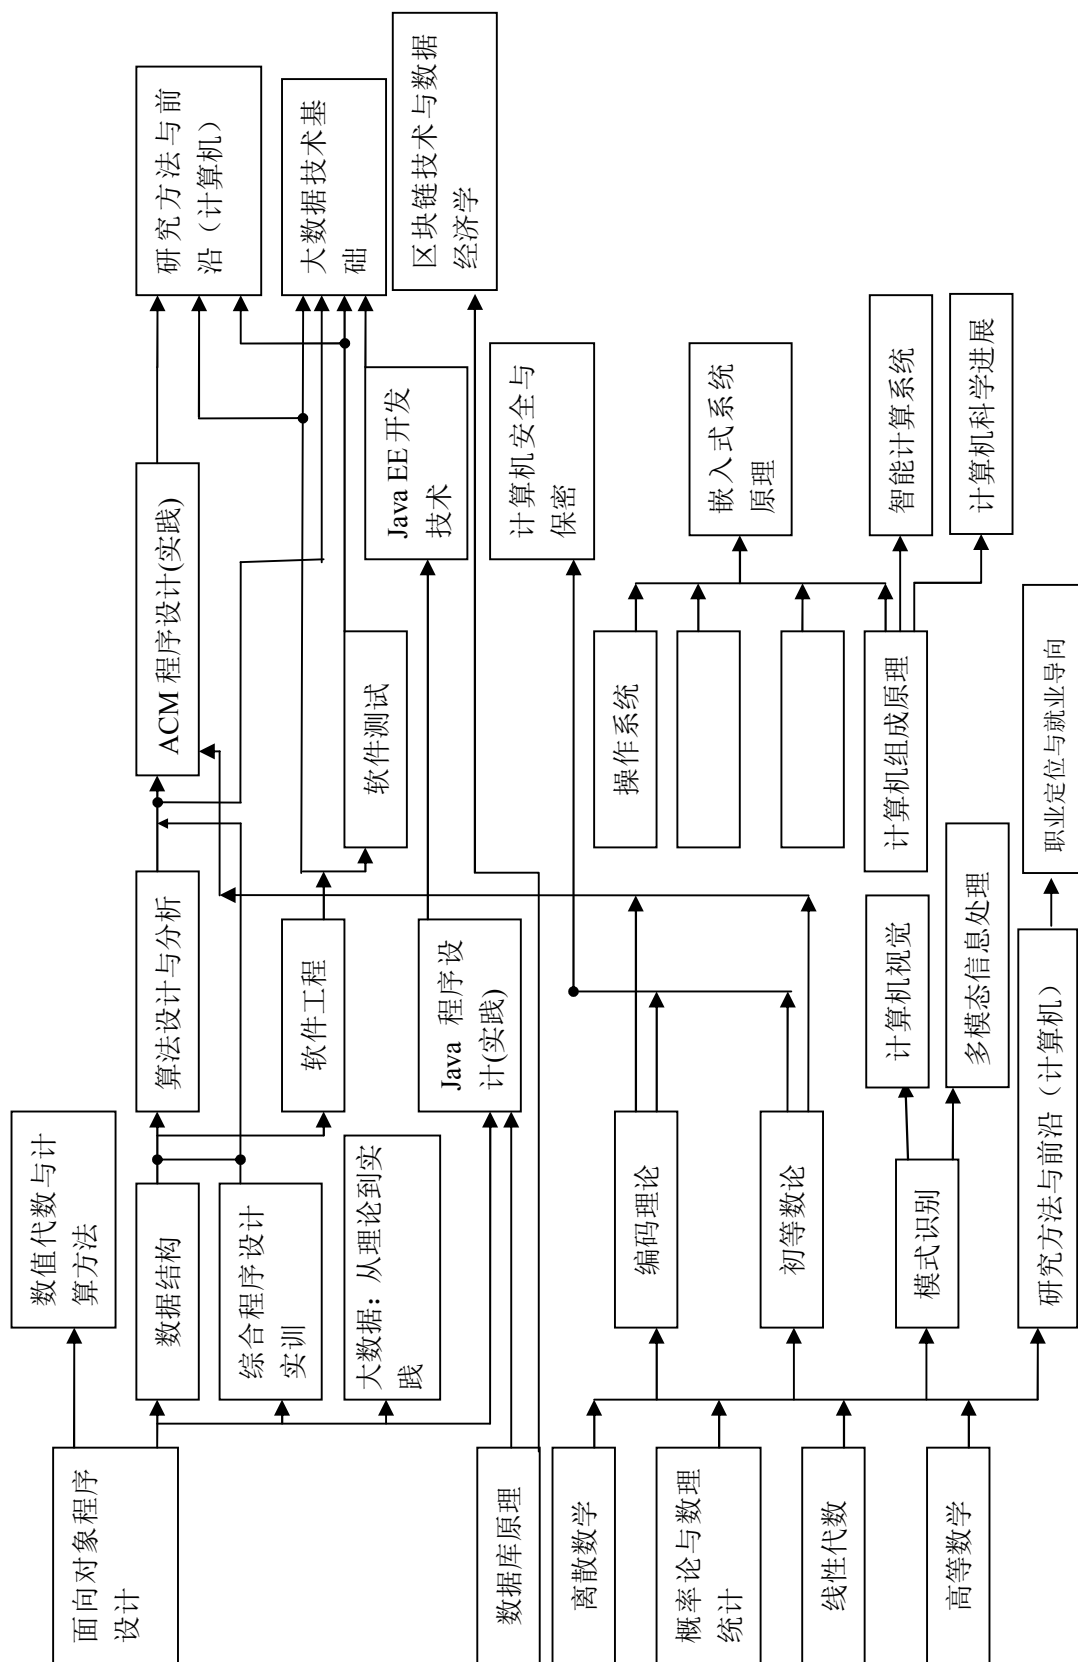 面向对象程序
设计
数据库原理
离散数学
概率论与数理
统计
线性代数
高等数学
数值代数与计
算方法
数据结构
综合程序设计
实训
大数据：从理论到实
践
编码理论
初等数论
模式识别
研究方法与前沿（计算机）
算法设计与分析
软件工程
Java 程序设
计(实践)
计算机视觉
多模态信息处理
ACM 程序设计(实践)
软件测试
操作系统
计算机组成原理
职业定位与就业导向
Java EE 开发
技术
计算机安全与
保密
嵌入式系统
原理
智能计算系统
计算机科学进展
研究方法与前
沿（计算机）
大数据技术基
础
区块链技术与数据
经济学